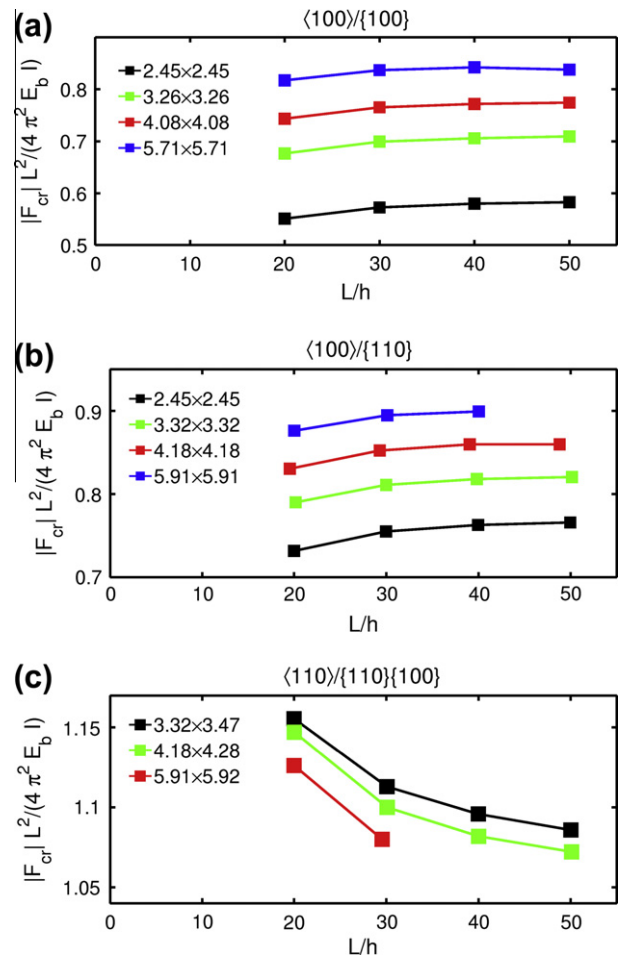 (a)
⟨100⟩/{100}
|F_cr| L²/(4 π² E_b I)
0.8
0.7
0.6
0.5
2.45×2.45
3.26×3.26
4.08×4.08
5.71×5.71
0 10 20 30 40 50
L/h
(b)
⟨100⟩/{110}
|F_cr| L²/(4 π² E_b I)
0.9
0.8
0.7
2.45×2.45
3.32×3.32
4.18×4.18
5.91×5.91
0 10 20 30 40 50
L/h
(c)
⟨110⟩/{110}{100}
|F_cr| L²/(4 π² E_b I)
1.15
1.1
1.05
3.32×3.47
4.18×4.28
5.91×5.92
0 10 20 30 40 50
L/h